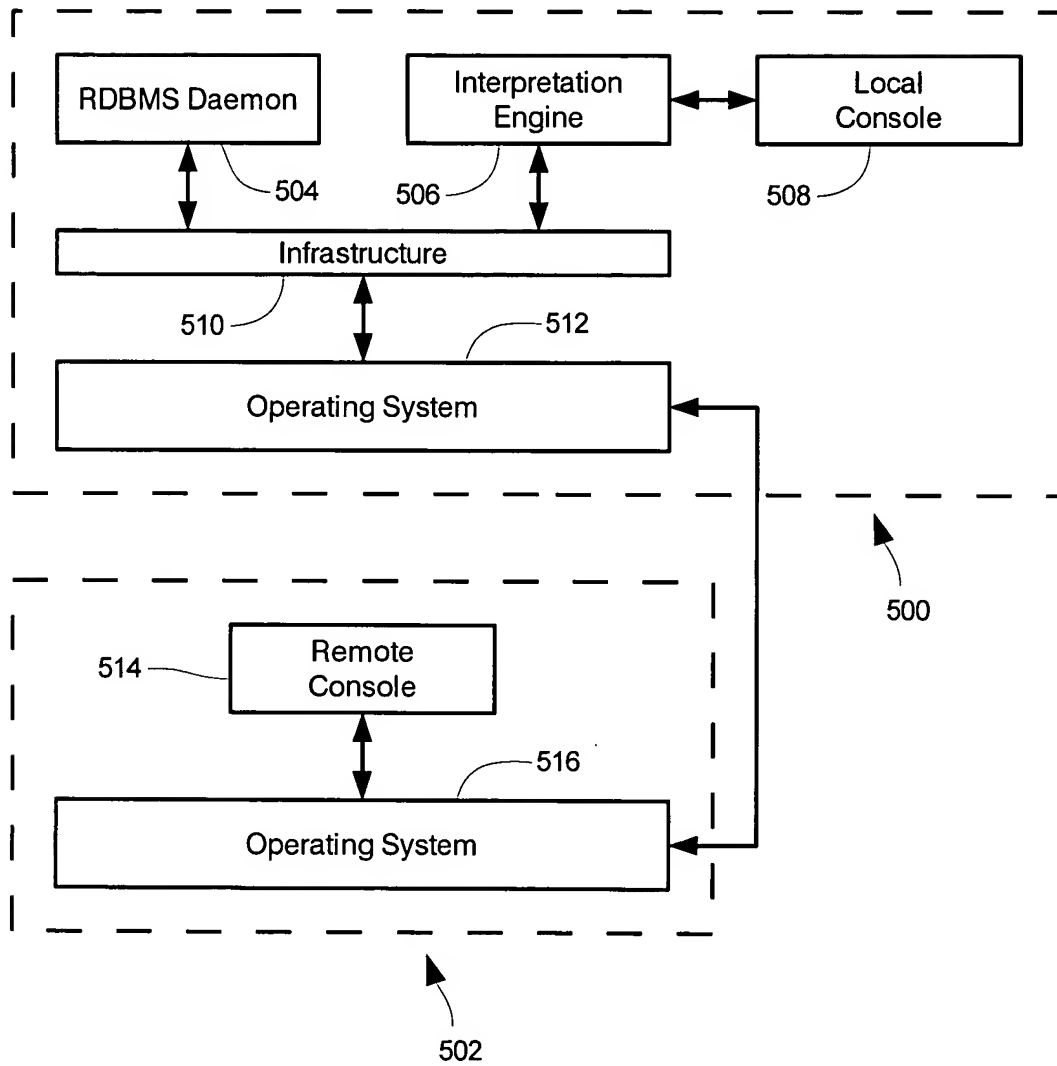 RDBMS Daemon
Interpretation
Engine
Local
Console
504
506
508
Infrastructure
510
512
Operating System
500
514
Remote
Console
516
Operating System
502